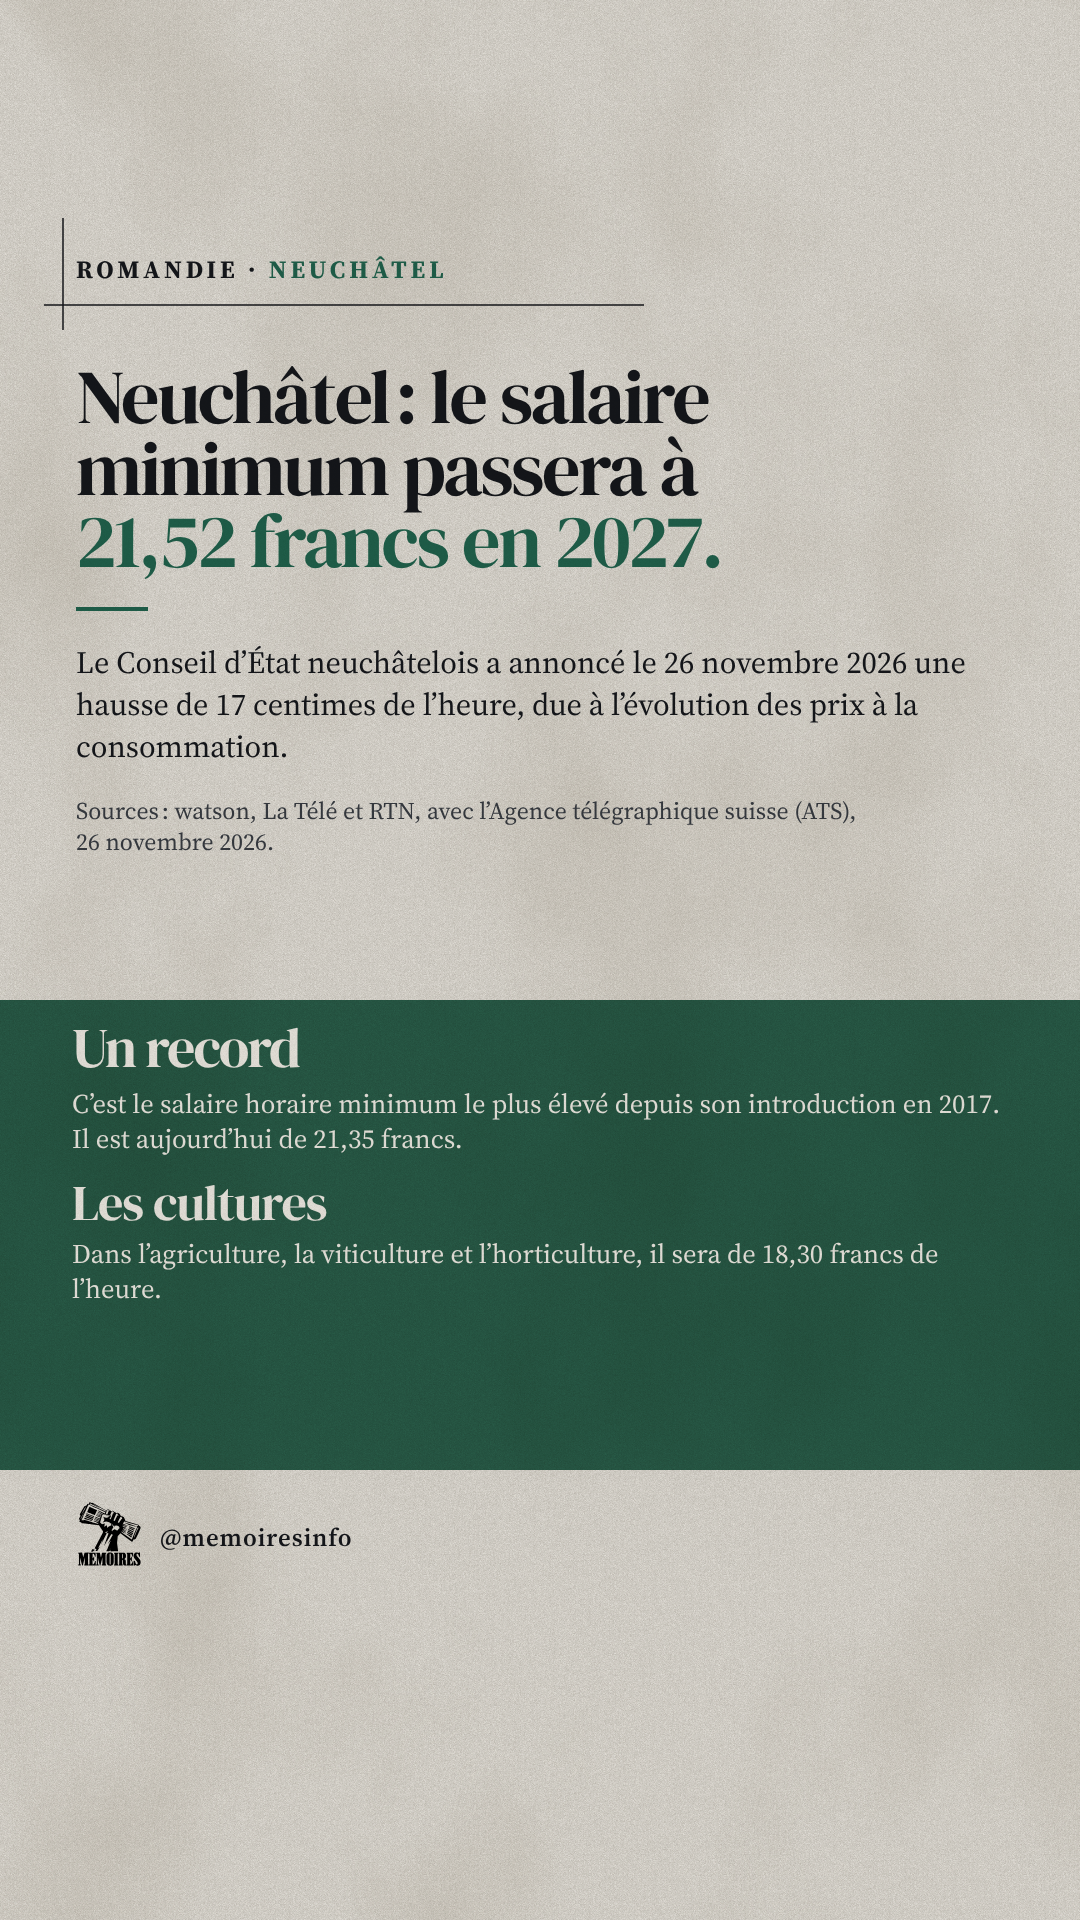 ROMANDIE · NEUCHÂTEL
Neuchâtel : le salaire
minimum passera à
21,52 francs en 2027.
Le Conseil d’État neuchâtelois a annoncé le 26 novembre 2026 une
hausse de 17 centimes de l’heure, due à l’évolution des prix à la
consommation.
Sources : watson, La Télé et RTN, avec l’Agence télégraphique suisse (ATS),
26 novembre 2026.
Un record
C’est le salaire horaire minimum le plus élevé depuis son introduction en 2017.
Il est aujourd’hui de 21,35 francs.
Les cultures
Dans l’agriculture, la viticulture et l’horticulture, il sera de 18,30 francs de
l’heure.
MÉMOIRES
@memoiresinfo